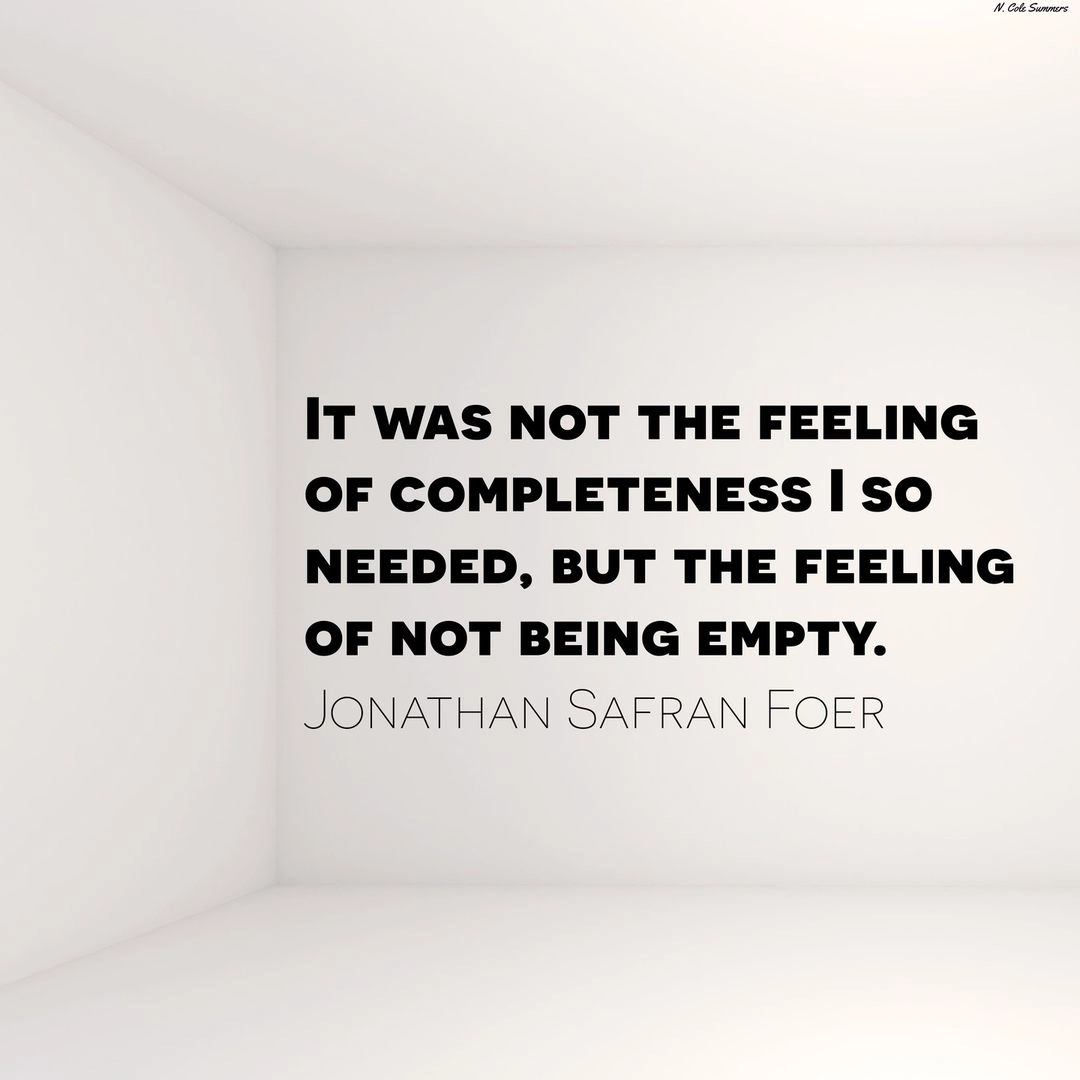 N. Cole Summers
It was not the feeling
of completeness I so
needed, but the feeling
of not being empty.
Jonathan Safran Foer